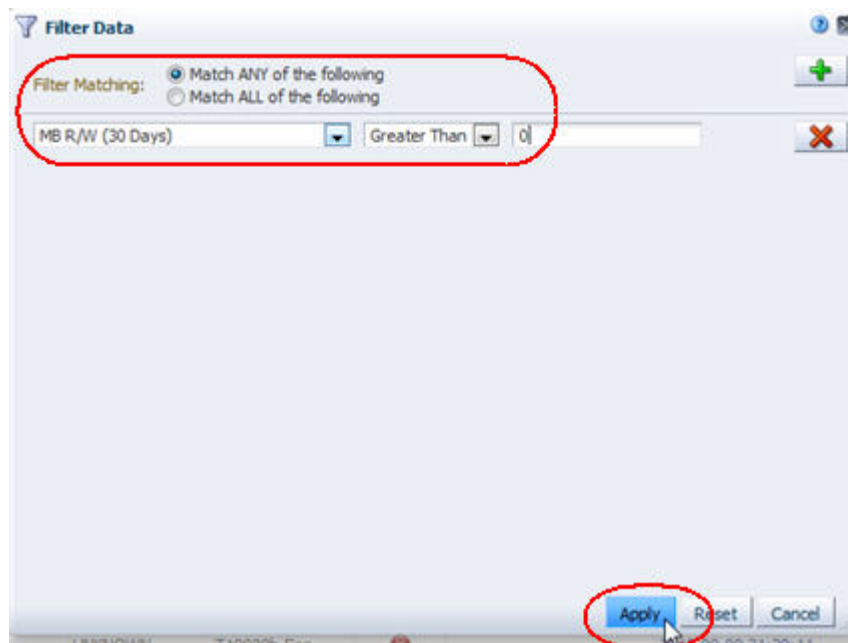 Filter Data
Filter Matching:
Match ANY of the following
Match ALL of the following
MB R/W (30 Days) Greater Than 0
Apply Reset Cancel